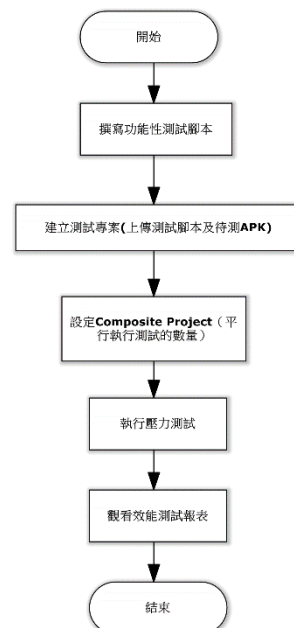 開始
撰寫功能性測試腳本
建立測試專案(上傳測試腳本及待測APK)
設定Composite Project（平
行執行測試的數量）
執行壓力測試
觀看效能測試報表
結束